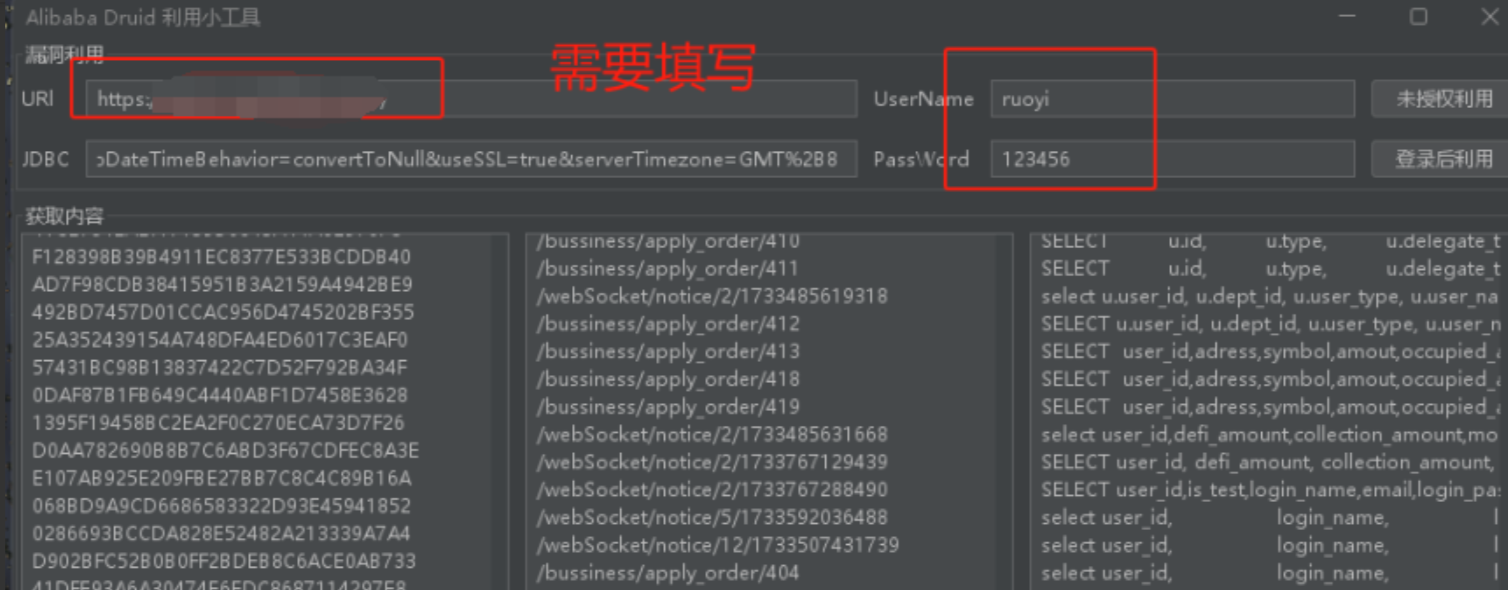 Alibaba Druid 利用小工具
漏洞利用
需要填写
URl https:/ /
UserName ruoyi 未授权利用
JDBC DateTimeBehavior=convertToNull&useSSL=true&serverTimezone=GMT%2B8
PassWord 123456 登录后利用
获取内容
F128398B39B4911EC8377E533BCDDB40
AD7F98CDB38415951B3A2159A4942BE9
492BD7457D01CCAC956D4745202BF355
25A352439154A748DFA4ED6017C3EAF0
57431BC98B13837422C7D52F792BA34F
0DAF87B1FB649C4440ABF1D7458E3628
1395F19458BC2EA2F0C270ECA73D7F26
D0AA782690B8B7C6ABD3F67CDFEC8A3E
E107AB925E209FBE27BB7C8C4C89B16A
068BD9A9CD6686583322D93E45941852
0286693BCCDA828E52482A213339A7A4
D902BFC52B0B0FF2BDEB8C6ACE0AB733
/bussiness/apply_order/410
/bussiness/apply_order/411
/webSocket/notice/2/1733485619318
/bussiness/apply_order/412
/bussiness/apply_order/413
/bussiness/apply_order/418
/bussiness/apply_order/419
/webSocket/notice/2/1733485631668
/webSocket/notice/2/1733767129439
/webSocket/notice/2/1733767288490
/webSocket/notice/5/1733592036488
/webSocket/notice/12/1733507431739
/bussiness/apply_order/404
SELECT u.id, u.type, u.delegate_t
SELECT u.id, u.type, u.delegate_t
select u.user_id, u.dept_id, u.user_type, u.user_na
SELECT u.user_id, u.dept_id, u.user_type, u.user_n
SELECT user_id,adress,symbol,amout,occupied_a
SELECT user_id,adress,symbol,amout,occupied_a
SELECT user_id,adress,symbol,amout,occupied_a
select user_id,defi_amount,collection_amount,mo
SELECT user_id, defi_amount, collection_amount,
SELECT user_id,is_test,login_name,email,login_pa
select user_id, login_name, l
select user_id, login_name, l
select user_id, login_name, l